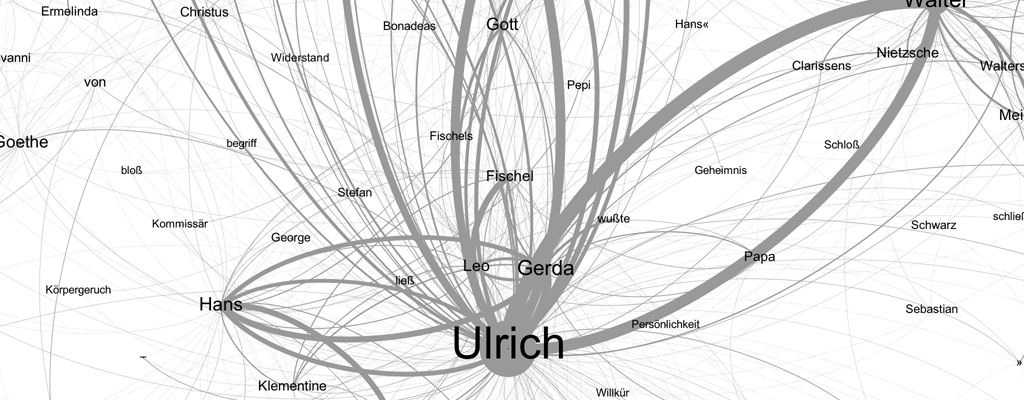 Walter
Ermelinda
Christus
Gott
Bonadeas
Hans«
Nietzsche
vanni
Widerstand
Clarissens
Walters
von
Pepi
Mei
Goethe
Fischels
begriff
Schloß
bloß
Fischel
Geheimnis
Stefan
wußte
schließ
Kommissär
Schwarz
George
Leo
Gerda
Papa
ließ
Körpergeruch
Hans
Sebastian
Persönlichkeit
Ulrich
»
Klementine
Willkür